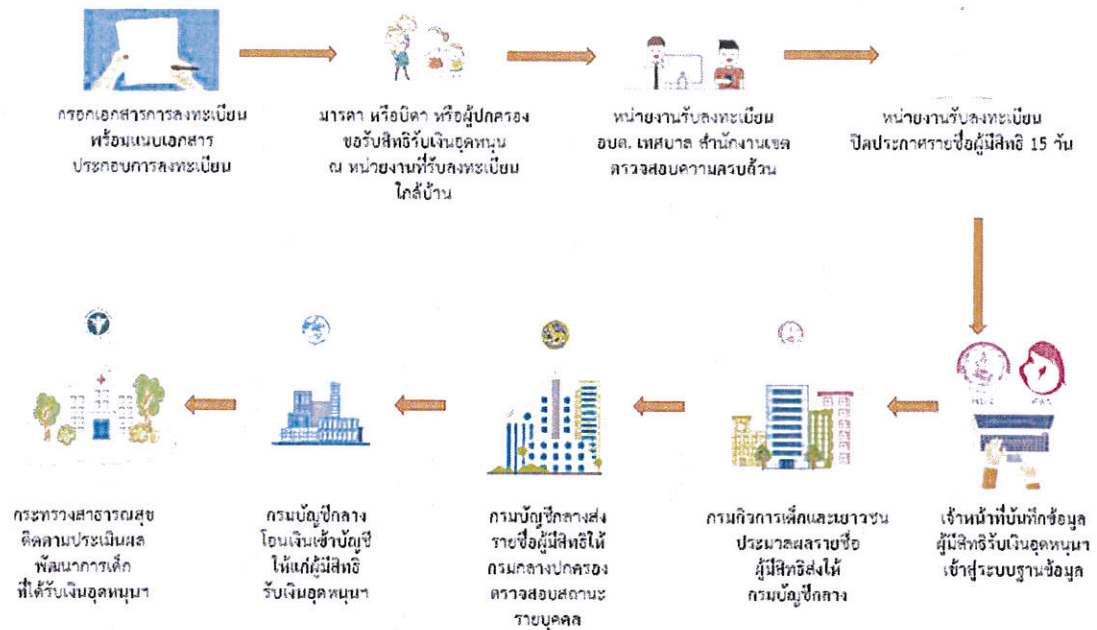 กรอกเอกสารการลงทะเบียน
พร้อมแนบเอกสาร
ประกอบการลงทะเบียน
มารดา หรือบิดา หรือผู้ปกครอง
ขอรับสิทธิรับเงินอุดหนุน
ณ หน่วยงานที่รับลงทะเบียน
ใกล้บ้าน
หน่วยงานรับลงทะเบียน
อบต. เทศบาล สำนักงานเขต
ตรวจสอบความครบถ้วน
หน่วยงานรับลงทะเบียน
ปิดประกาศรายชื่อผู้มีสิทธิ 15 วัน
เจ้าหน้าที่บันทึกข้อมูล
ผู้มีสิทธิรับเงินอุดหนุนฯ
เข้าสู่ระบบฐานข้อมูล
กรมกิจการเด็กและเยาวชน
ประมวลผลรายชื่อ
ผู้มีสิทธิส่งให้
กรมบัญชีกลาง
กรมบัญชีกลางส่ง
รายชื่อผู้มีสิทธิให้
กรมกลางปกครอง
ตรวจสอบสถานะ
รายบุคคล
กรมบัญชีกลาง
โอนเงินเข้าบัญชี
ให้แก่ผู้มีสิทธิ์
รับเงินอุดหนุนฯ
กระทรวงสาธารณสุข
ติดตามประเมินผล
พัฒนาการเด็ก
ที่ได้รับเงินอุดหนุนฯ